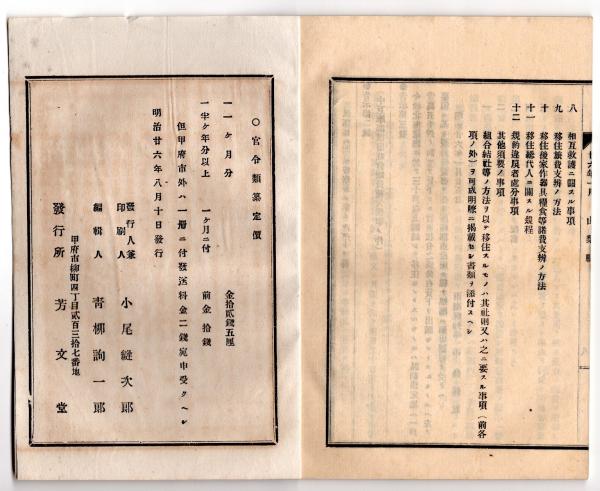 八 相互救護ニ關スル事項
九 移住旅費支辨ノ方法
十 移住後家作器具糧食等諸費支辨ノ方法
十一 移住總代人ニ關スル規程
十二 規約違反者處分事項
其他須要ノ事項
組合結社等ノ方法ヲ以テ移住スルモノハ其社則又ハ之ニ要スル事項(前各
項ノ外)ヲ可成明瞭ニ掲載セシ書類ヲ添付スヘシ
〇官令類纂定價
一 一ヶ月分 金拾貳錢五厘
一 半ヶ年分以上 一ヶ月ニ付 前金拾錢
但甲府市外ハ一册ニ付發送料金二錢宛申受クヘシ
明治廿六年八月十日發行
發行人兼印刷人 小尾縫次郎
編輯人 青柳詢一郎
甲府市柳町四丁目貳百三拾七番地
發行所 芳文堂